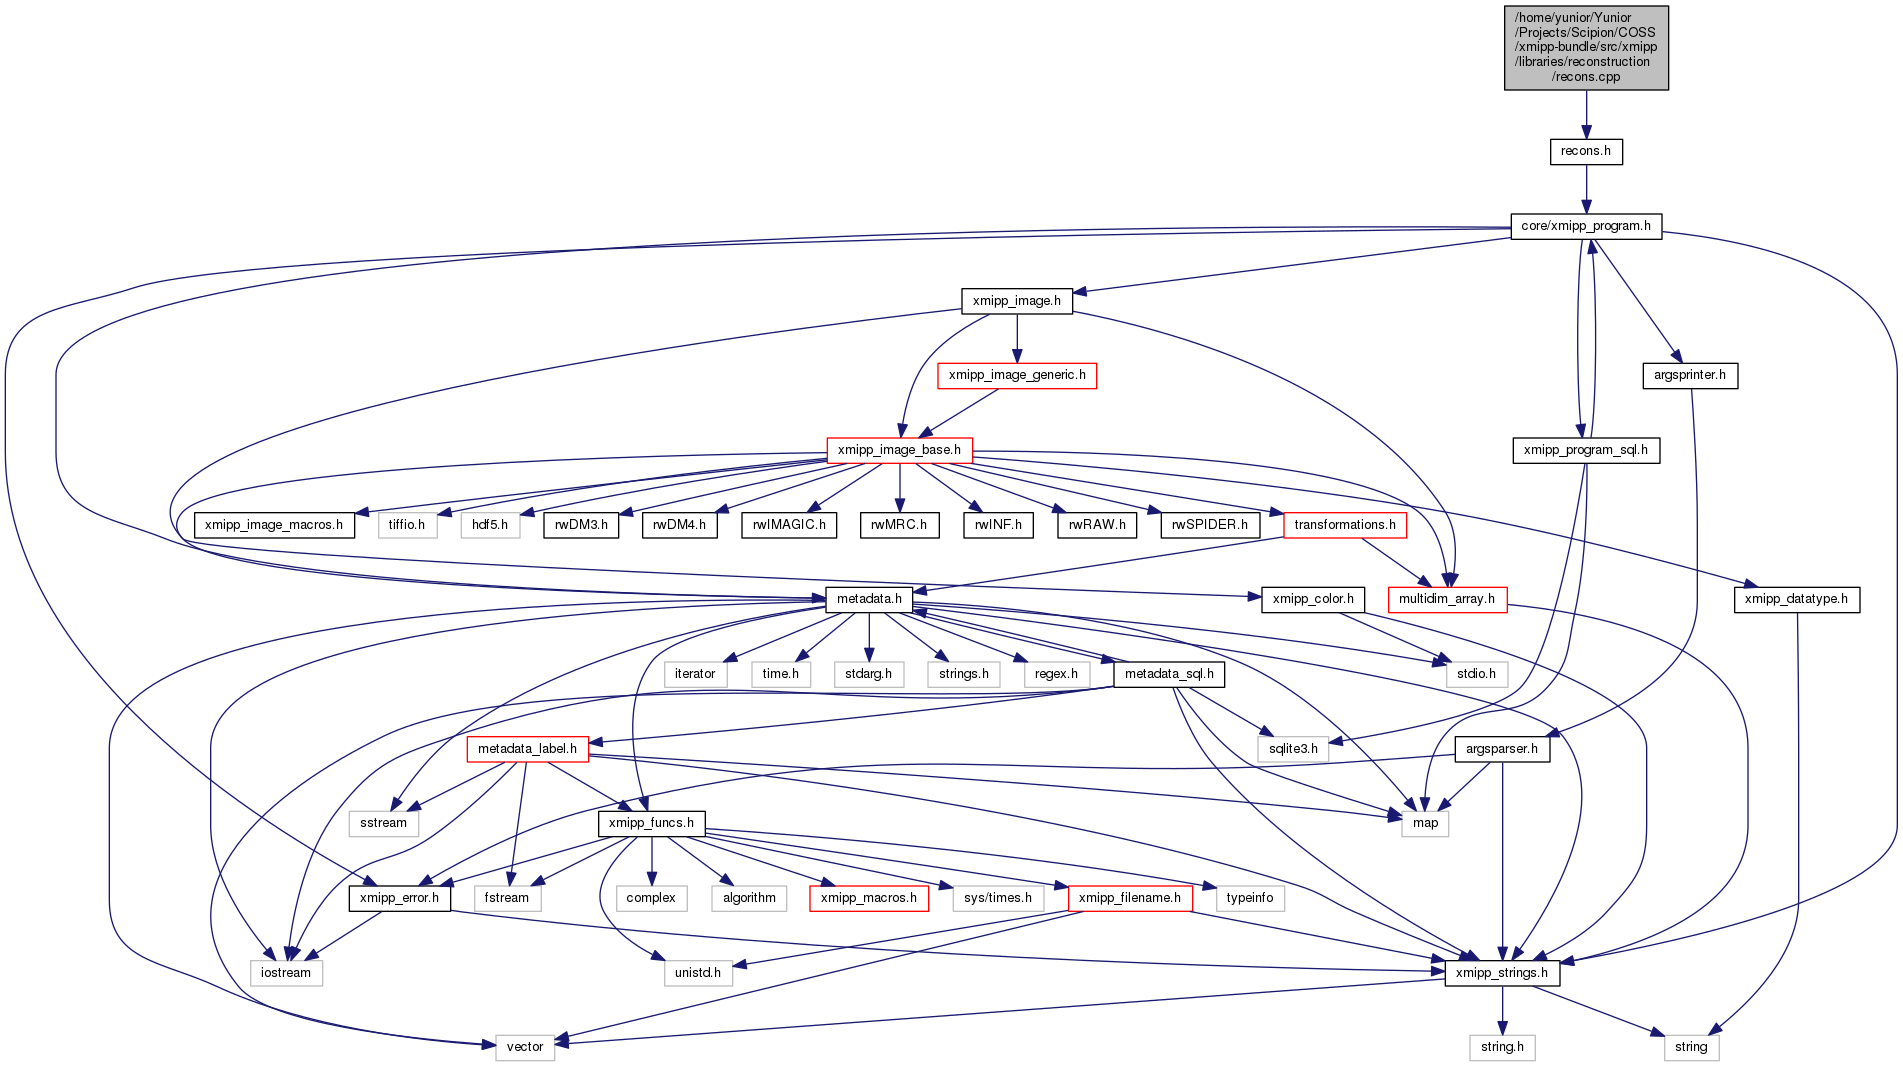 /home/yunior/Yunior
/Projects/Scipion/COSS
/xmipp-bundle/src/xmipp
/libraries/reconstruction
/recons.cpp
recons.h
core/xmipp_program.h
xmipp_image.h
xmipp_image_generic.h
argsprinter.h
xmipp_image_base.h
xmipp_program_sql.h
xmipp_image_macros.h
tiffio.h
hdf5.h
rwDM3.h
rwDM4.h
rwIMAGIC.h
rwMRC.h
rwINF.h
rwRAW.h
rwSPIDER.h
transformations.h
metadata.h
xmipp_color.h
multidim_array.h
xmipp_datatype.h
iterator
time.h
stdarg.h
strings.h
regex.h
metadata_sql.h
stdio.h
metadata_label.h
sqlite3.h
argsparser.h
sstream
xmipp_funcs.h
map
xmipp_error.h
fstream
complex
algorithm
xmipp_macros.h
sys/times.h
xmipp_filename.h
typeinfo
iostream
unistd.h
xmipp_strings.h
vector
string.h
string